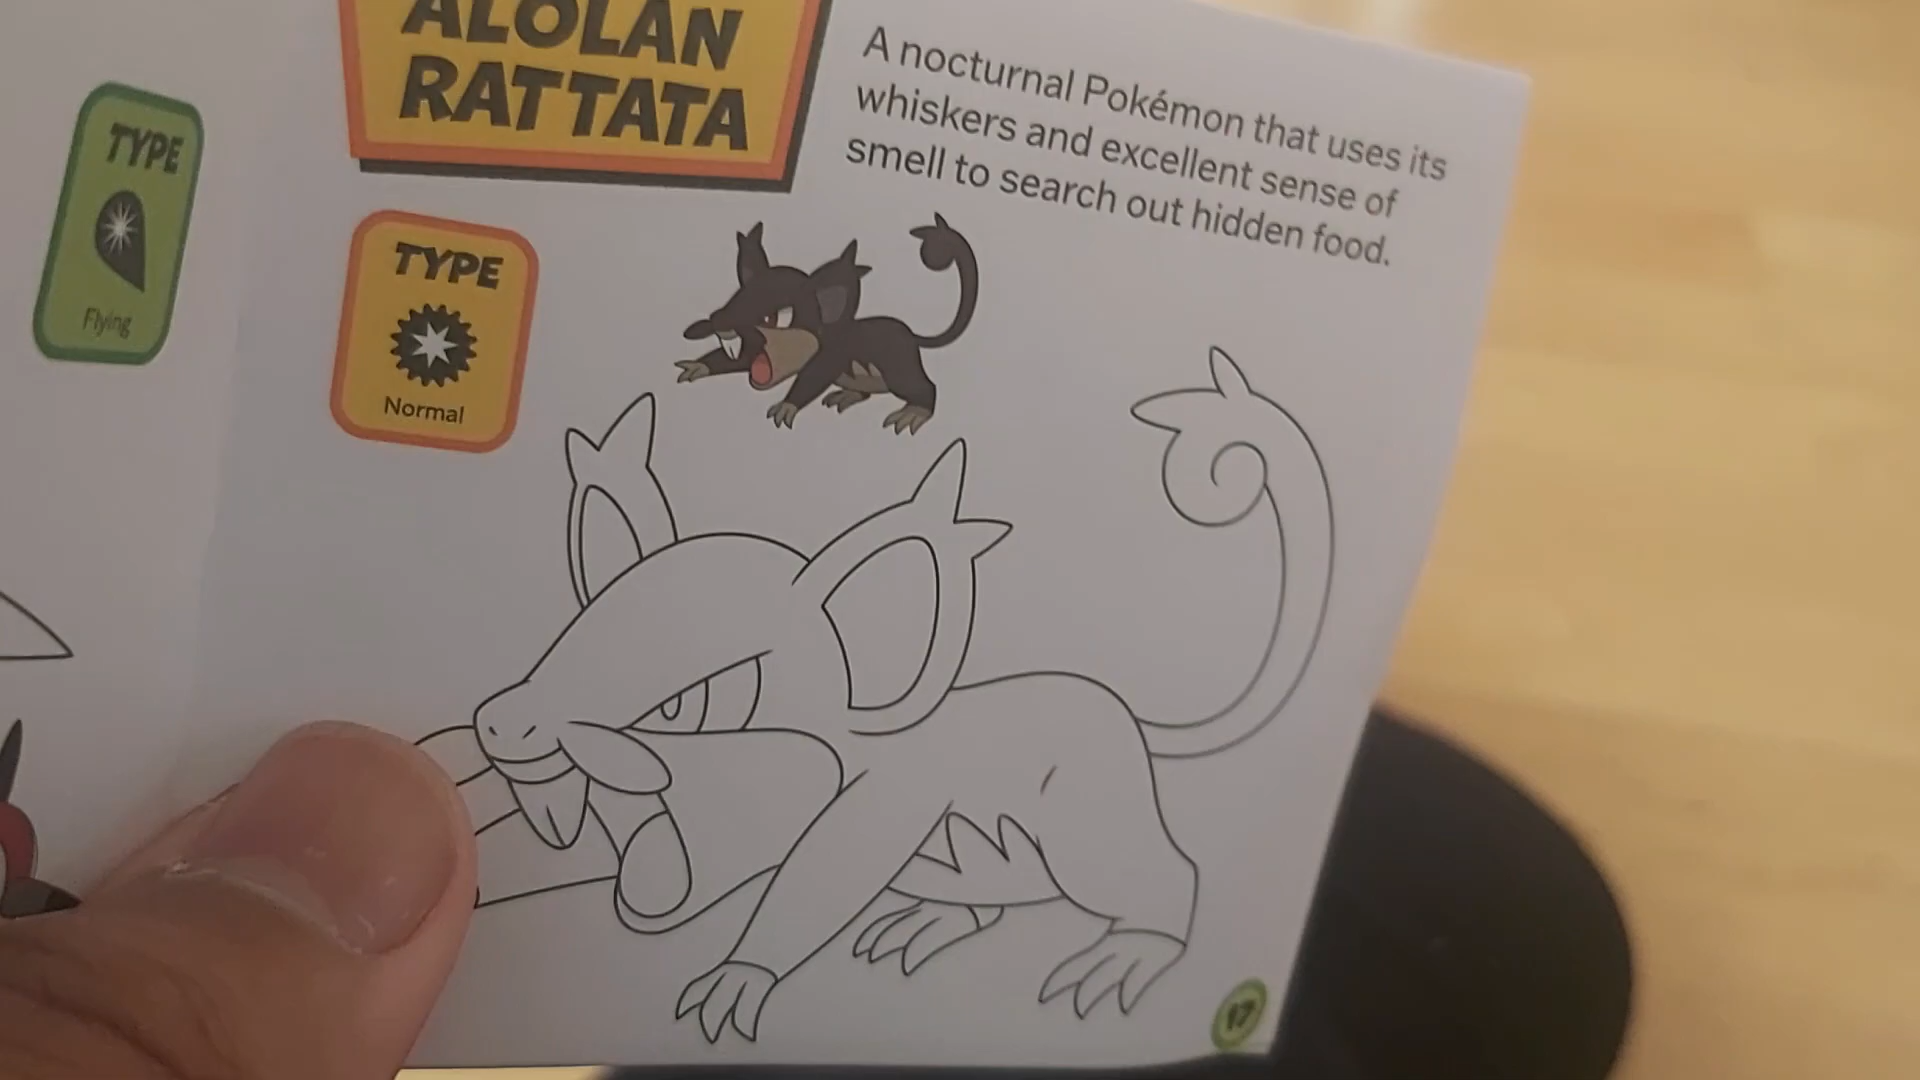 TYPE
Flying
ALOLAN
RATTATA
TYPE
Normal
A nocturnal Pokémon that uses its
whiskers and excellent sense of
smell to search out hidden food.
17